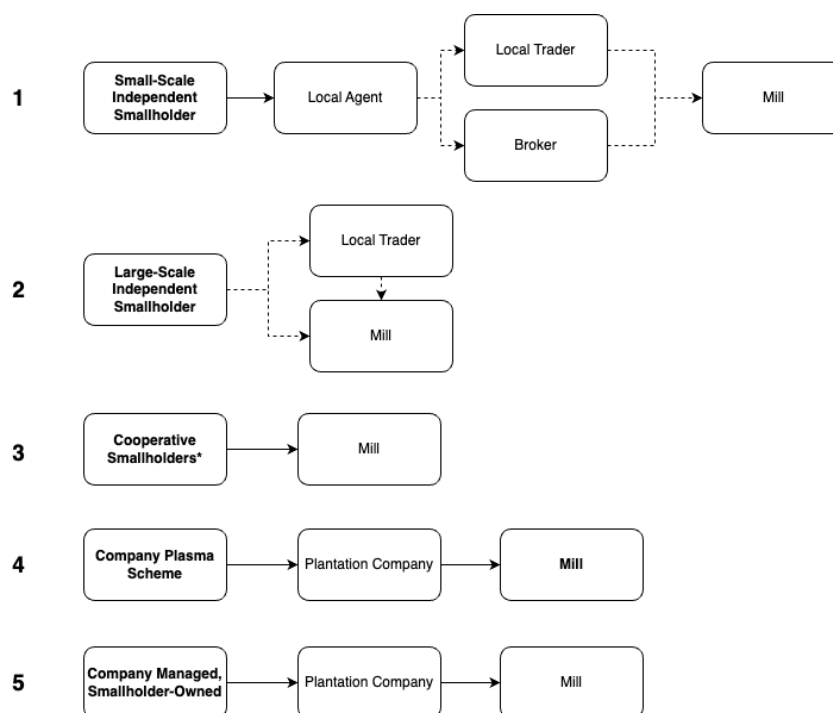 1
Small-Scale
Independent
Smallholder
Local Agent
Local Trader
Broker
Mill
2
Large-Scale
Independent
Smallholder
Local Trader
Mill
3
Cooperative
Smallholders*
Mill
4
Company Plasma
Scheme
Plantation Company
Mill
5
Company Managed,
Smallholder-Owned
Plantation Company
Mill